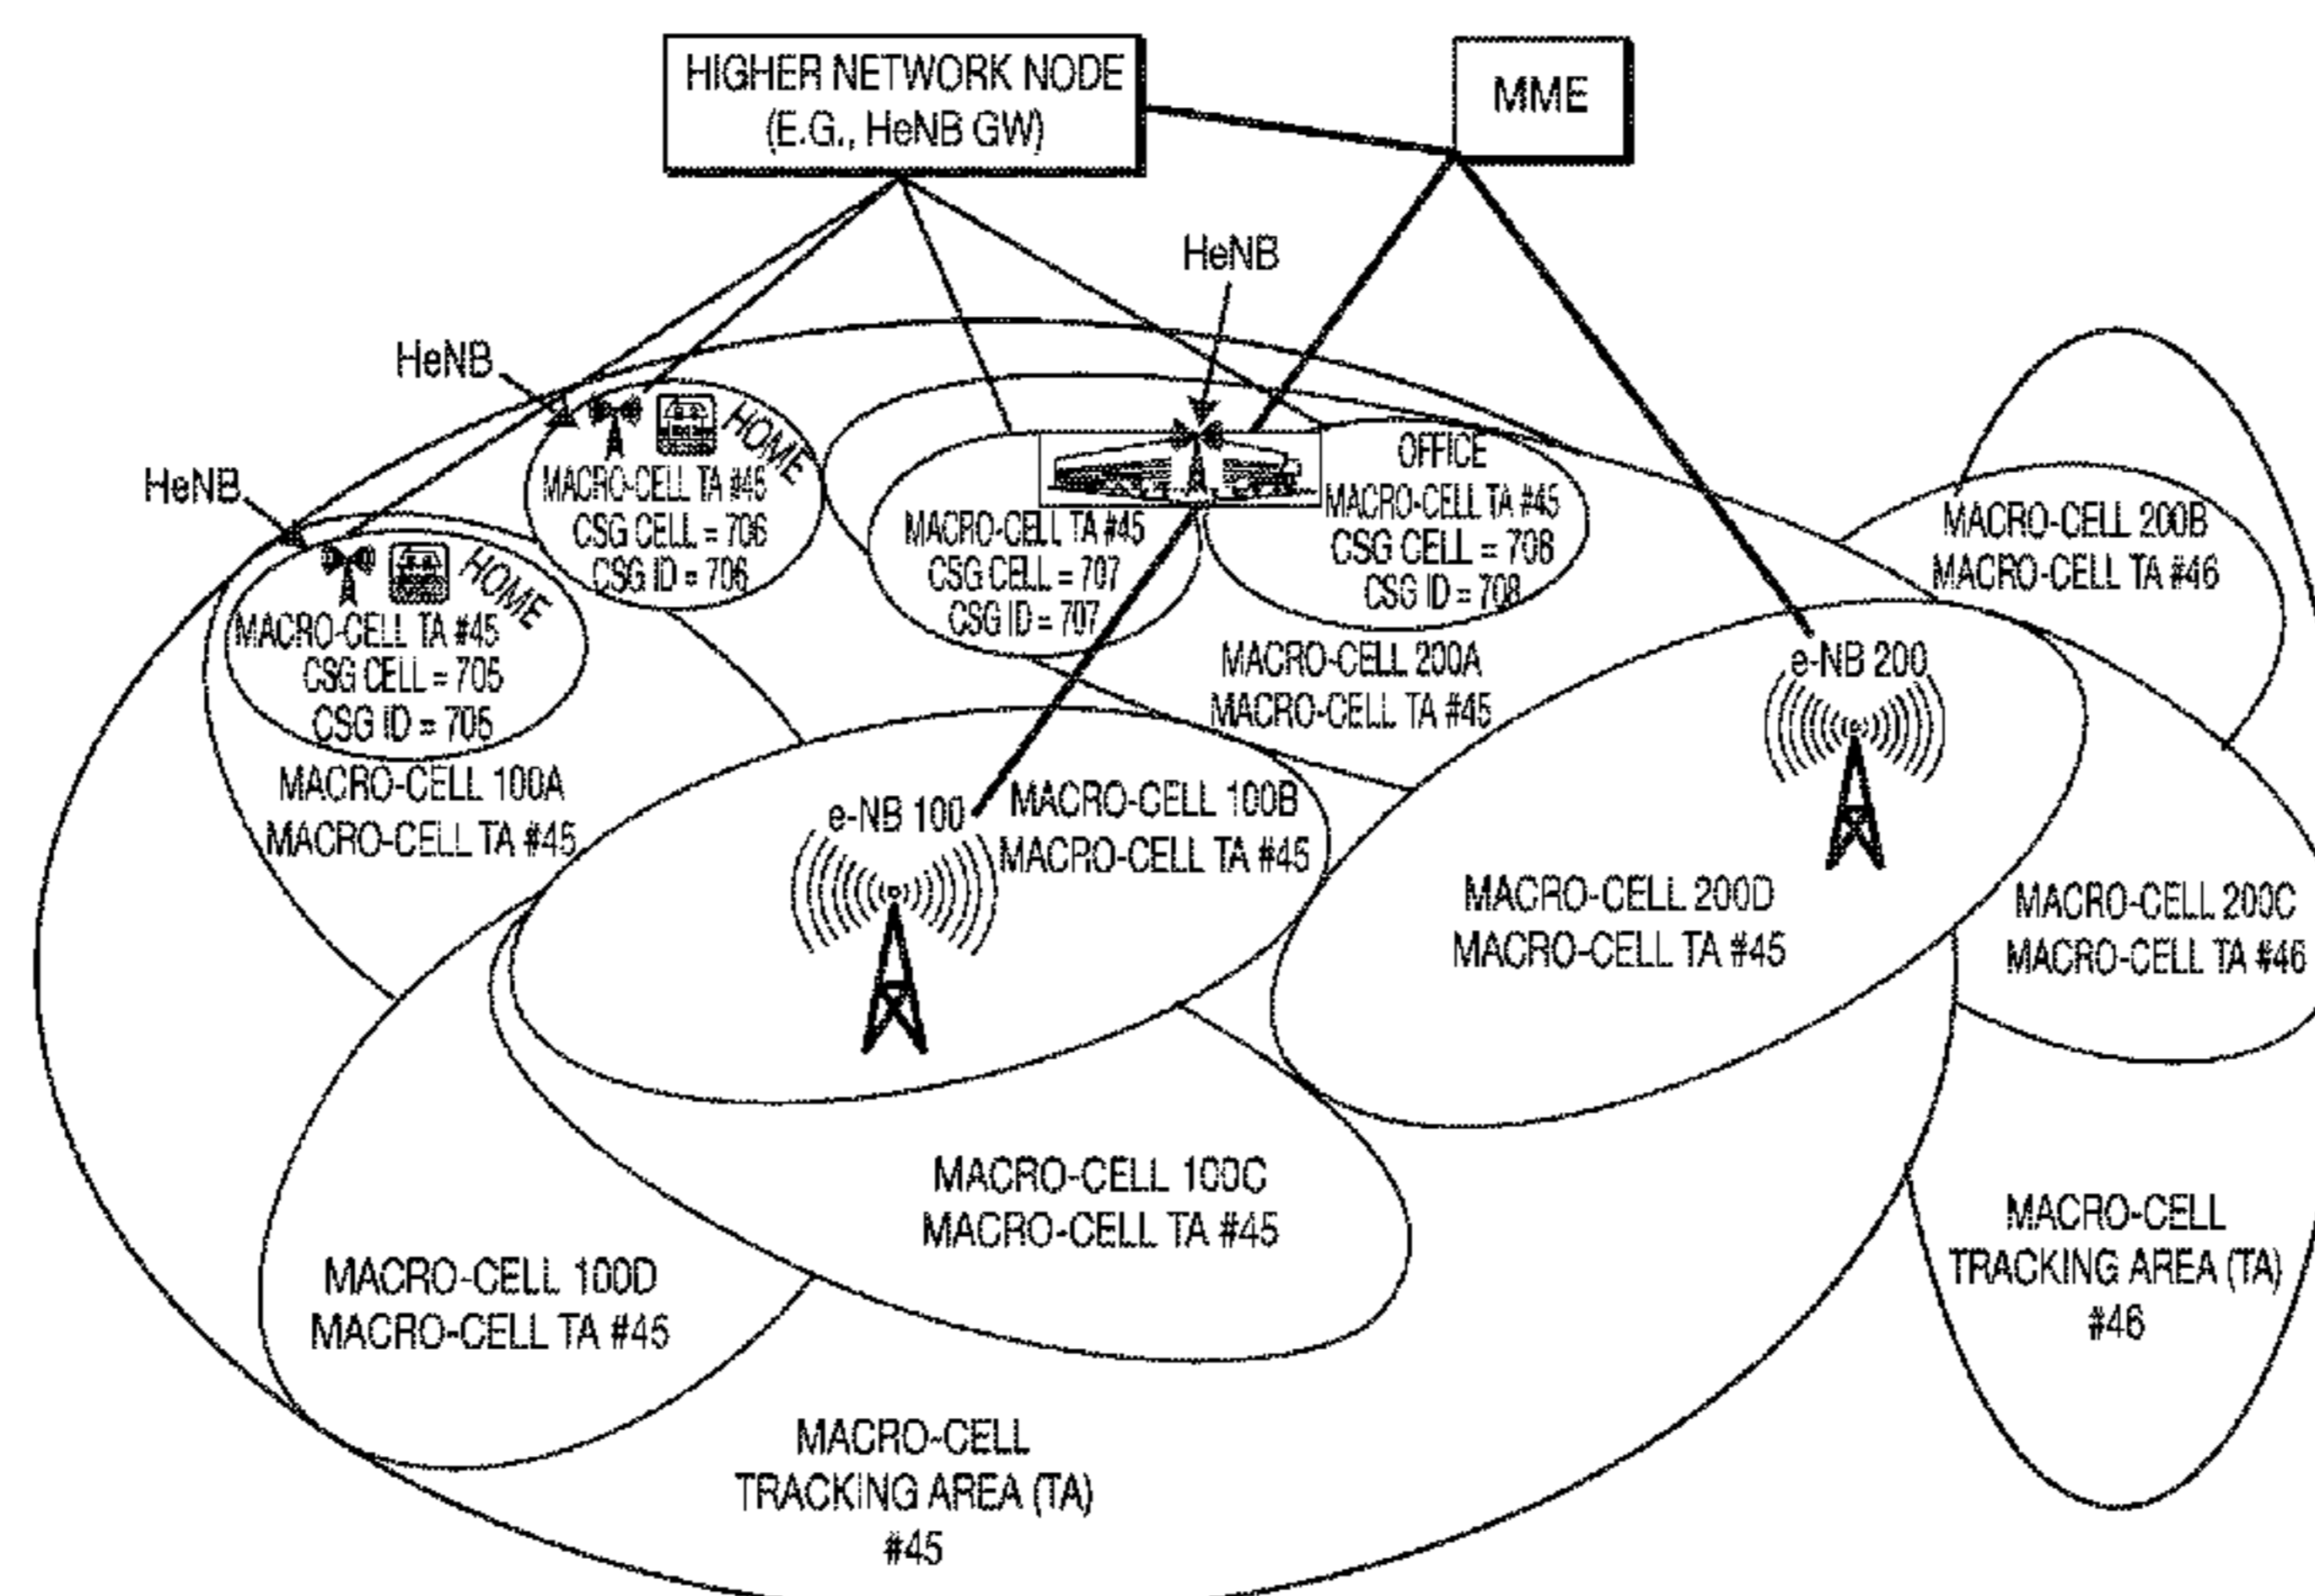 HIGHER NETWORK NODE
(E.G., HeNB GW)
MME
HeNB
HeNB
HeNB
HOME
MACRO-CELL TA #45
CSG CELL = 706
CSG ID = 706
HOME
MACRO-CELL TA #45
CSG CELL = 705
CSG ID = 705
MACRO-CELL TA #45
CSG CELL = 707
CSG ID = 707
OFFICE
MACRO-CELL TA #45
CSG CELL = 708
CSG ID = 708
MACRO-CELL 200B
MACRO-CELL TA #46
MACRO-CELL 200A
MACRO-CELL TA #45
e-NB 200
MACRO-CELL 100A
MACRO-CELL TA #45
e-NB 100
MACRO-CELL 100B
MACRO-CELL TA #45
MACRO-CELL 200D
MACRO-CELL TA #45
MACRO-CELL 200C
MACRO-CELL TA #46
MACRO-CELL 100C
MACRO-CELL TA #45
MACRO-CELL 100D
MACRO-CELL TA #45
MACRO-CELL
TRACKING AREA (TA)
#46
MACRO-CELL
TRACKING AREA (TA)
#45